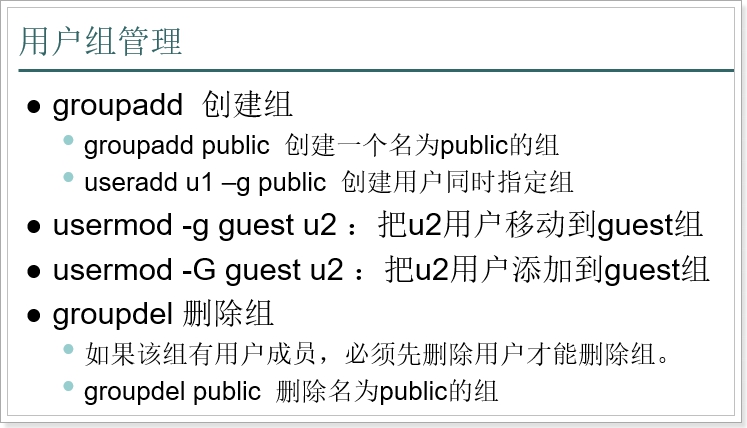 用户组管理
groupadd 创建组
groupadd public 创建一个名为public的组
useradd u1 –g public 创建用户同时指定组
usermod -g guest u2 ：把u2用户移动到guest组
usermod -G guest u2 ：把u2用户添加到guest组
groupdel 删除组
如果该组有用户成员，必须先删除用户才能删除组。
groupdel public 删除名为public的组